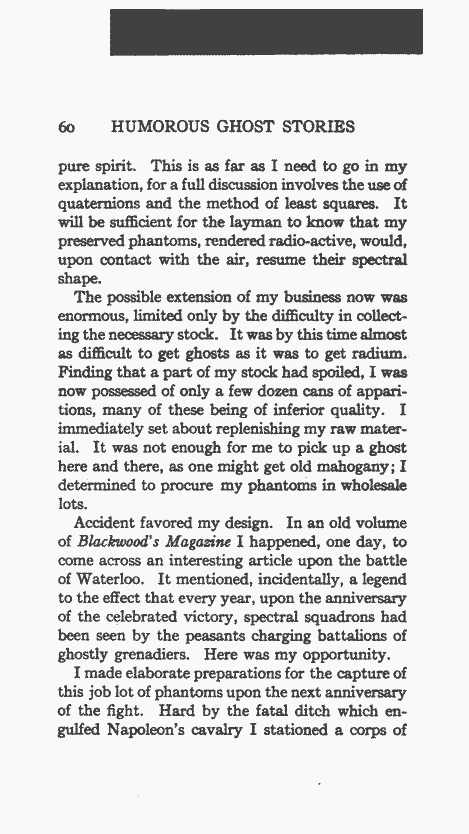 60 HUMOROUS GHOST STORIES
pure spirit. This is as far as I need to go in my
explanation, for a full discussion involves the use of
quaternions and the method of least squares. It
will be sufficient for the layman to know that my
preserved phantoms, rendered radio-active, would,
upon contact with the air, resume their spectral
shape.
The possible extension of my business now was
enormous, limited only by the difficulty in collect-
ing the necessary stock. It was by this time almost
as difficult to get ghosts as it was to get radium.
Finding that a part of my stock had spoiled, I was
now possessed of only a few dozen cans of appari-
tions, many of these being of inferior quality. I
immediately set about replenishing my raw mater-
ial. It was not enough for me to pick up a ghost
here and there, as one might get old mahogany; I
determined to procure my phantoms in wholesale
lots.
Accident favored my design. In an old volume
of Blackwood's Magazine I happened, one day, to
come across an interesting article upon the battle
of Waterloo. It mentioned, incidentally, a legend
to the effect that every year, upon the anniversary
of the celebrated victory, spectral squadrons had
been seen by the peasants charging battalions of
ghostly grenadiers. Here was my opportunity.
I made elaborate preparations for the capture of
this job lot of phantoms upon the next anniversary
of the fight. Hard by the fatal ditch which en-
gulfed Napoleon's cavalry I stationed a corps of